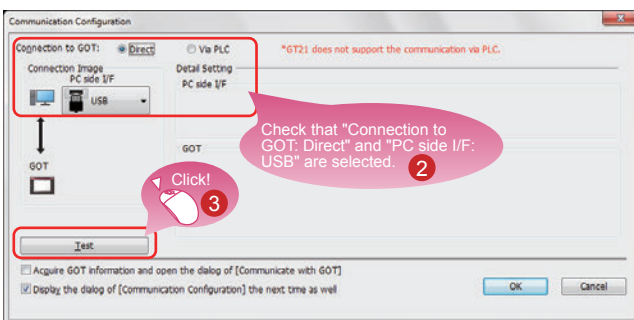 Communication Configuration
Connection to GOT: Direct Via PLC *GT21 does not support the communication via PLC.
Connection Image
PC side I/F
USB
Detail Setting
PC side I/F
Check that "Connection to
GOT: Direct" and "PC side I/F:
USB" are selected. 2
GOT
GOT
Click!
3
Test
Acquire GOT information and open the dialog of [Communicate with GOT]
Display the dialog of [Communication Configuration] the next time as well
OK Cancel